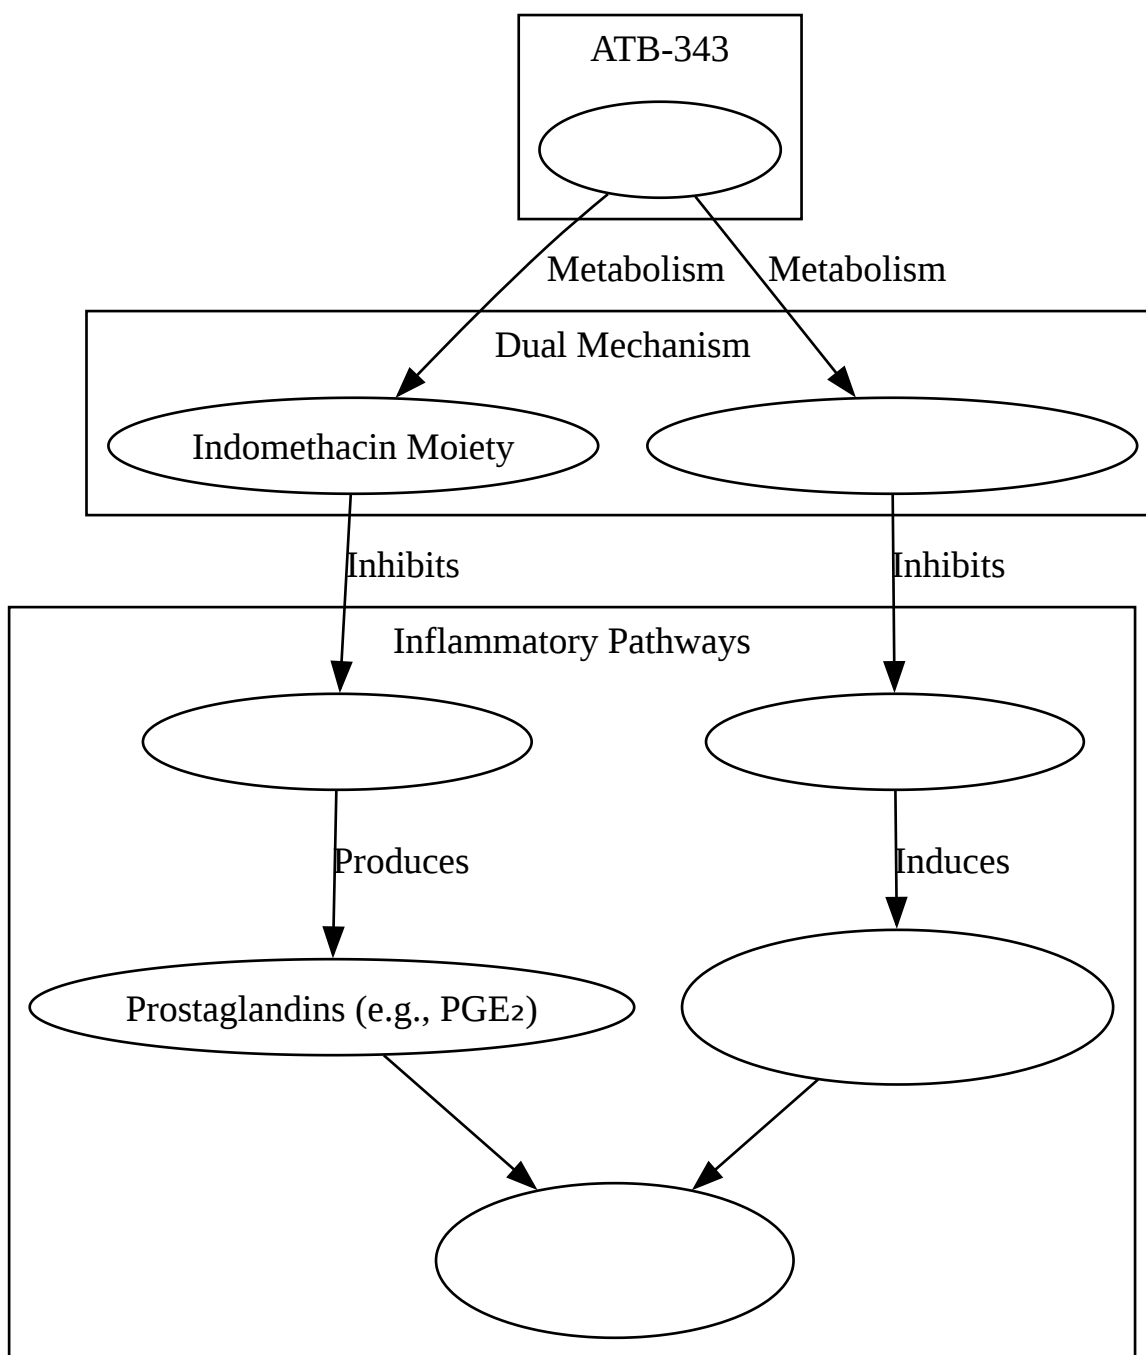 ATB-343
Metabolism
Metabolism
Dual Mechanism
Indomethacin Moiety
Inhibits
Inhibits
Inflammatory Pathways
Produces
Induces
Prostaglandins (e.g., PGE₂)